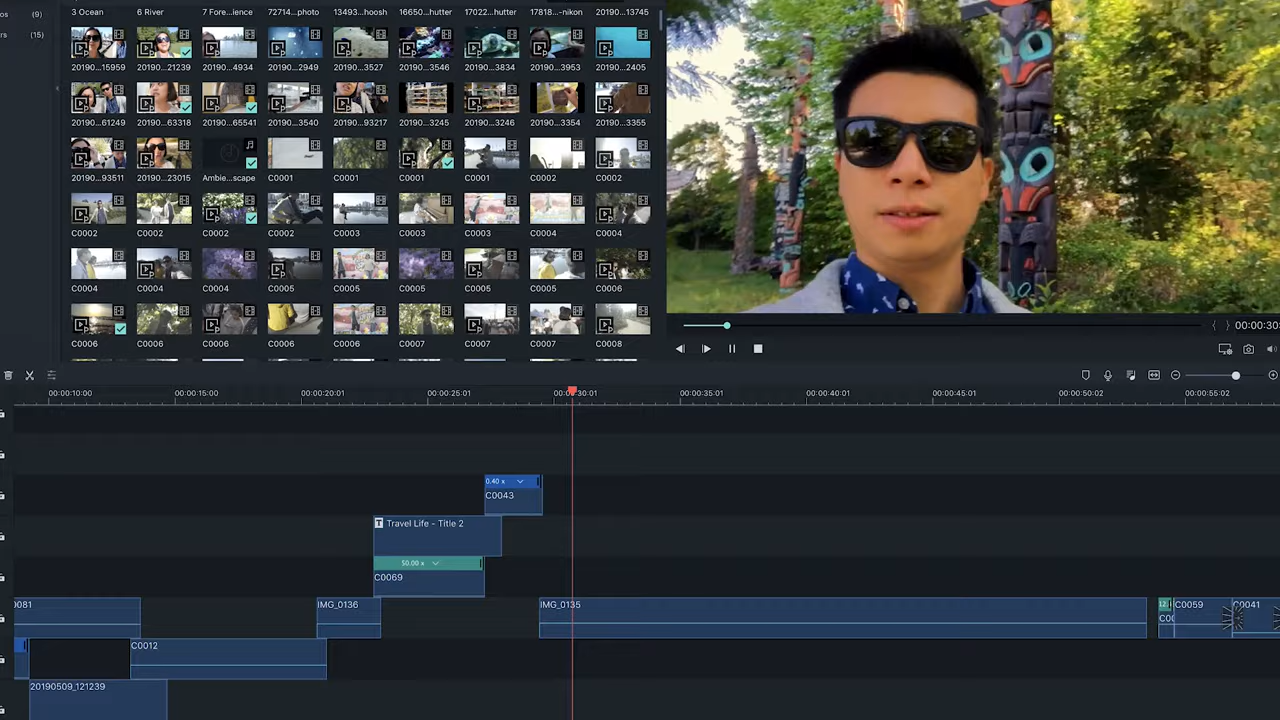 os (9)
rs (15)
3 Ocean 6 River 7 Fore...ience 72714...photo 13493...hoosh 16650...hutter 17022...hutter 17818...-nikon 20190...13745
20190...15959 20190...21239 20190...4934 20190...2949 20190...3527 20190...3546 20190...3834 20190...3953 20190...2405
20190...61249 20190...63318 20190...65541 20190...3540 20190...93217 20190...3245 20190...3246 20190...3354 20190...3355
20190...93511 20190...23015 Ambie...scape C0001 C0001 C0001 C0001 C0002 C0002
C0002 C0002 C0002 C0002 C0003 C0003 C0003 C0004 C0004
C0004 C0004 C0004 C0005 C0005 C0005 C0005 C0005 C0006
C0006 C0006 C0006 C0006 C0006 C0007 C0007 C0007 C0008
00:00:30:
00:00:10:00 00:00:15:00 00:00:20:01 00:00:25:01 00:00:30:01 00:00:35:01 00:00:40:01 00:00:45:01 00:00:50:02 00:00:55:02
0.40 x
C0043
T Travel Life - Title 2
50.00 x
C0069
0081 IMG_0136 IMG_0135 12. C00 C0059 C0041
C0012
20190509_121239